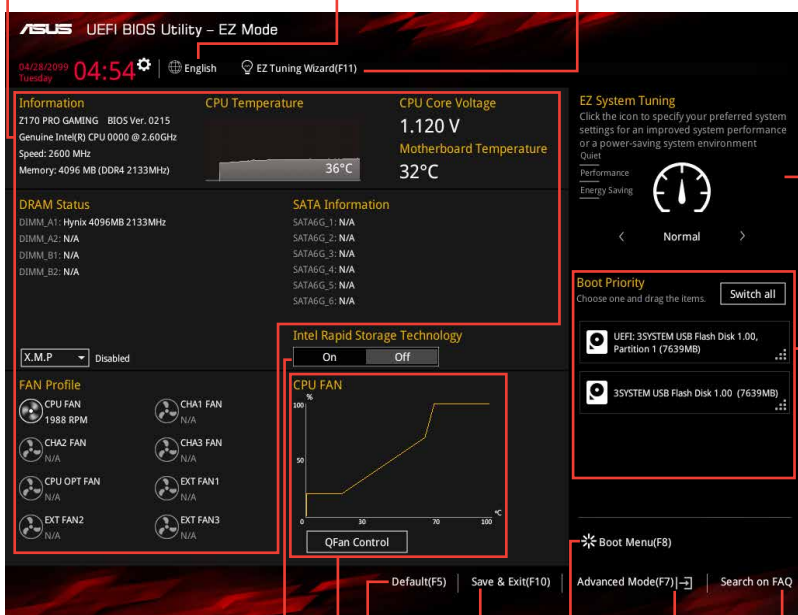 ASUS UEFI BIOS Utility – EZ Mode
04/28/2099
Tuesday
04:54
English
EZ Tuning Wizard(F11)
Information
Z170 PRO GAMING BIOS Ver. 0215
Genuine Intel(R) CPU 0000 @ 2.60GHz
Speed: 2600 MHz
Memory: 4096 MB (DDR4 2133MHz)
CPU Temperature
36°C
CPU Core Voltage
1.120 V
Motherboard Temperature
32°C
EZ System Tuning
Click the icon to specify your preferred system
settings for an improved system performance
or a power-saving system environment
Quiet
Performance
Energy Saving
< Normal >
DRAM Status
DIMM_A1: Hynix 4096MB 2133MHz
DIMM_A2: N/A
DIMM_B1: N/A
DIMM_B2: N/A
X.M.P Disabled
SATA Information
SATA6G_1: N/A
SATA6G_2: N/A
SATA6G_3: N/A
SATA6G_4: N/A
SATA6G_5: N/A
SATA6G_6: N/A
Intel Rapid Storage Technology
On Off
Boot Priority
Choose one and drag the items.
Switch all
UEFI: 3SYSTEM USB Flash Disk 1.00,
Partition 1 (7639MB)
3SYSTEM USB Flash Disk 1.00 (7639MB)
FAN Profile
CPU FAN
1988 RPM
CHA1 FAN
N/A
CHA2 FAN
N/A
CHA3 FAN
N/A
CPU OPT FAN
N/A
EXT FAN1
N/A
EXT FAN2
N/A
EXT FAN3
N/A
CPU FAN
%
100
50
0 30 70 100
°C
QFan Control
Boot Menu(F8)
Default(F5)
Save & Exit(F10)
Advanced Mode(F7)
Search on FAQ